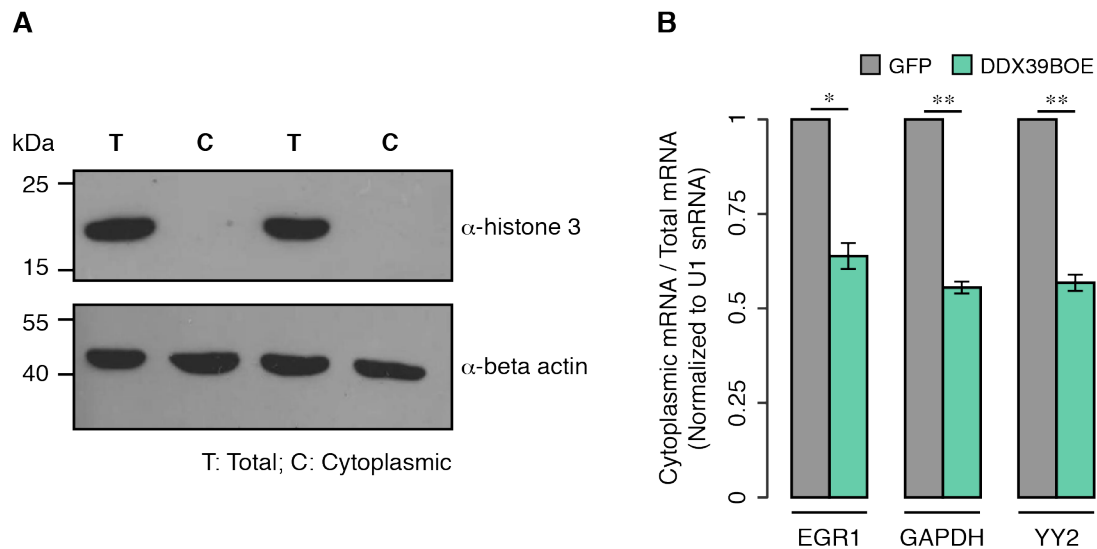 A
kDa T C T C
25
15
α-histone 3
55
40
α-beta actin
T: Total; C: Cytoplasmic
B
GFP DDX39BOE
* ** **
Cytoplasmic mRNA / Total mRNA
(Normalized to U1 snRNA)
1
0.75
0.5
0.25
0
EGR1 GAPDH YY2